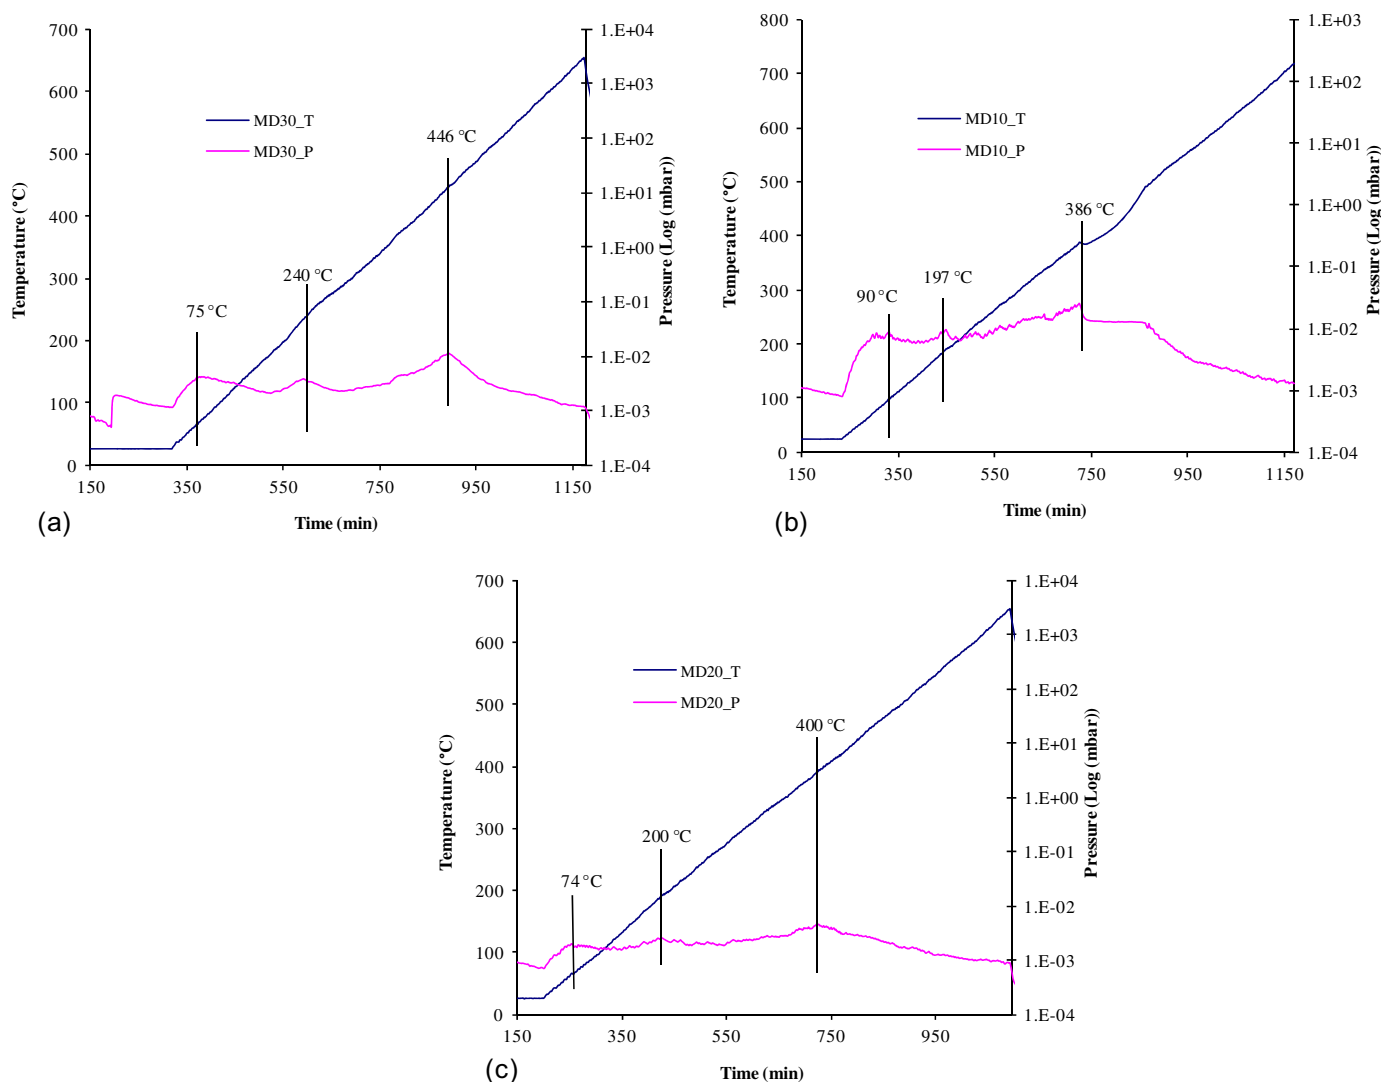 700
600
500
400
300
200
100
0
Temperature (°C)
1.E+04
1.E+03
1.E+02
1.E+01
1.E+00
1.E-01
1.E-02
1.E-03
1.E-04
Pressure (Log (mbar))
MD30_T
MD30_P
446 °C
240 °C
75 °C
150 350 550 750 950 1150
(a)
Time (min)
800
700
600
500
400
300
200
100
0
Temperature (°C)
1.E+03
1.E+02
1.E+01
1.E+00
1.E-01
1.E-02
1.E-03
1.E-04
Pressure (Log (mbar))
MD10_T
MD10_P
386 °C
197 °C
90 °C
150 350 550 750 950 1150
(b)
Time (min)
700
600
500
400
300
200
100
0
Temperature (°C)
1.E+04
1.E+03
1.E+02
1.E+01
1.E+00
1.E-01
1.E-02
1.E-03
1.E-04
Pressure (Log (mbar))
MD20_T
MD20_P
400 °C
200 °C
74 °C
150 350 550 750 950
(c)
Time (min)